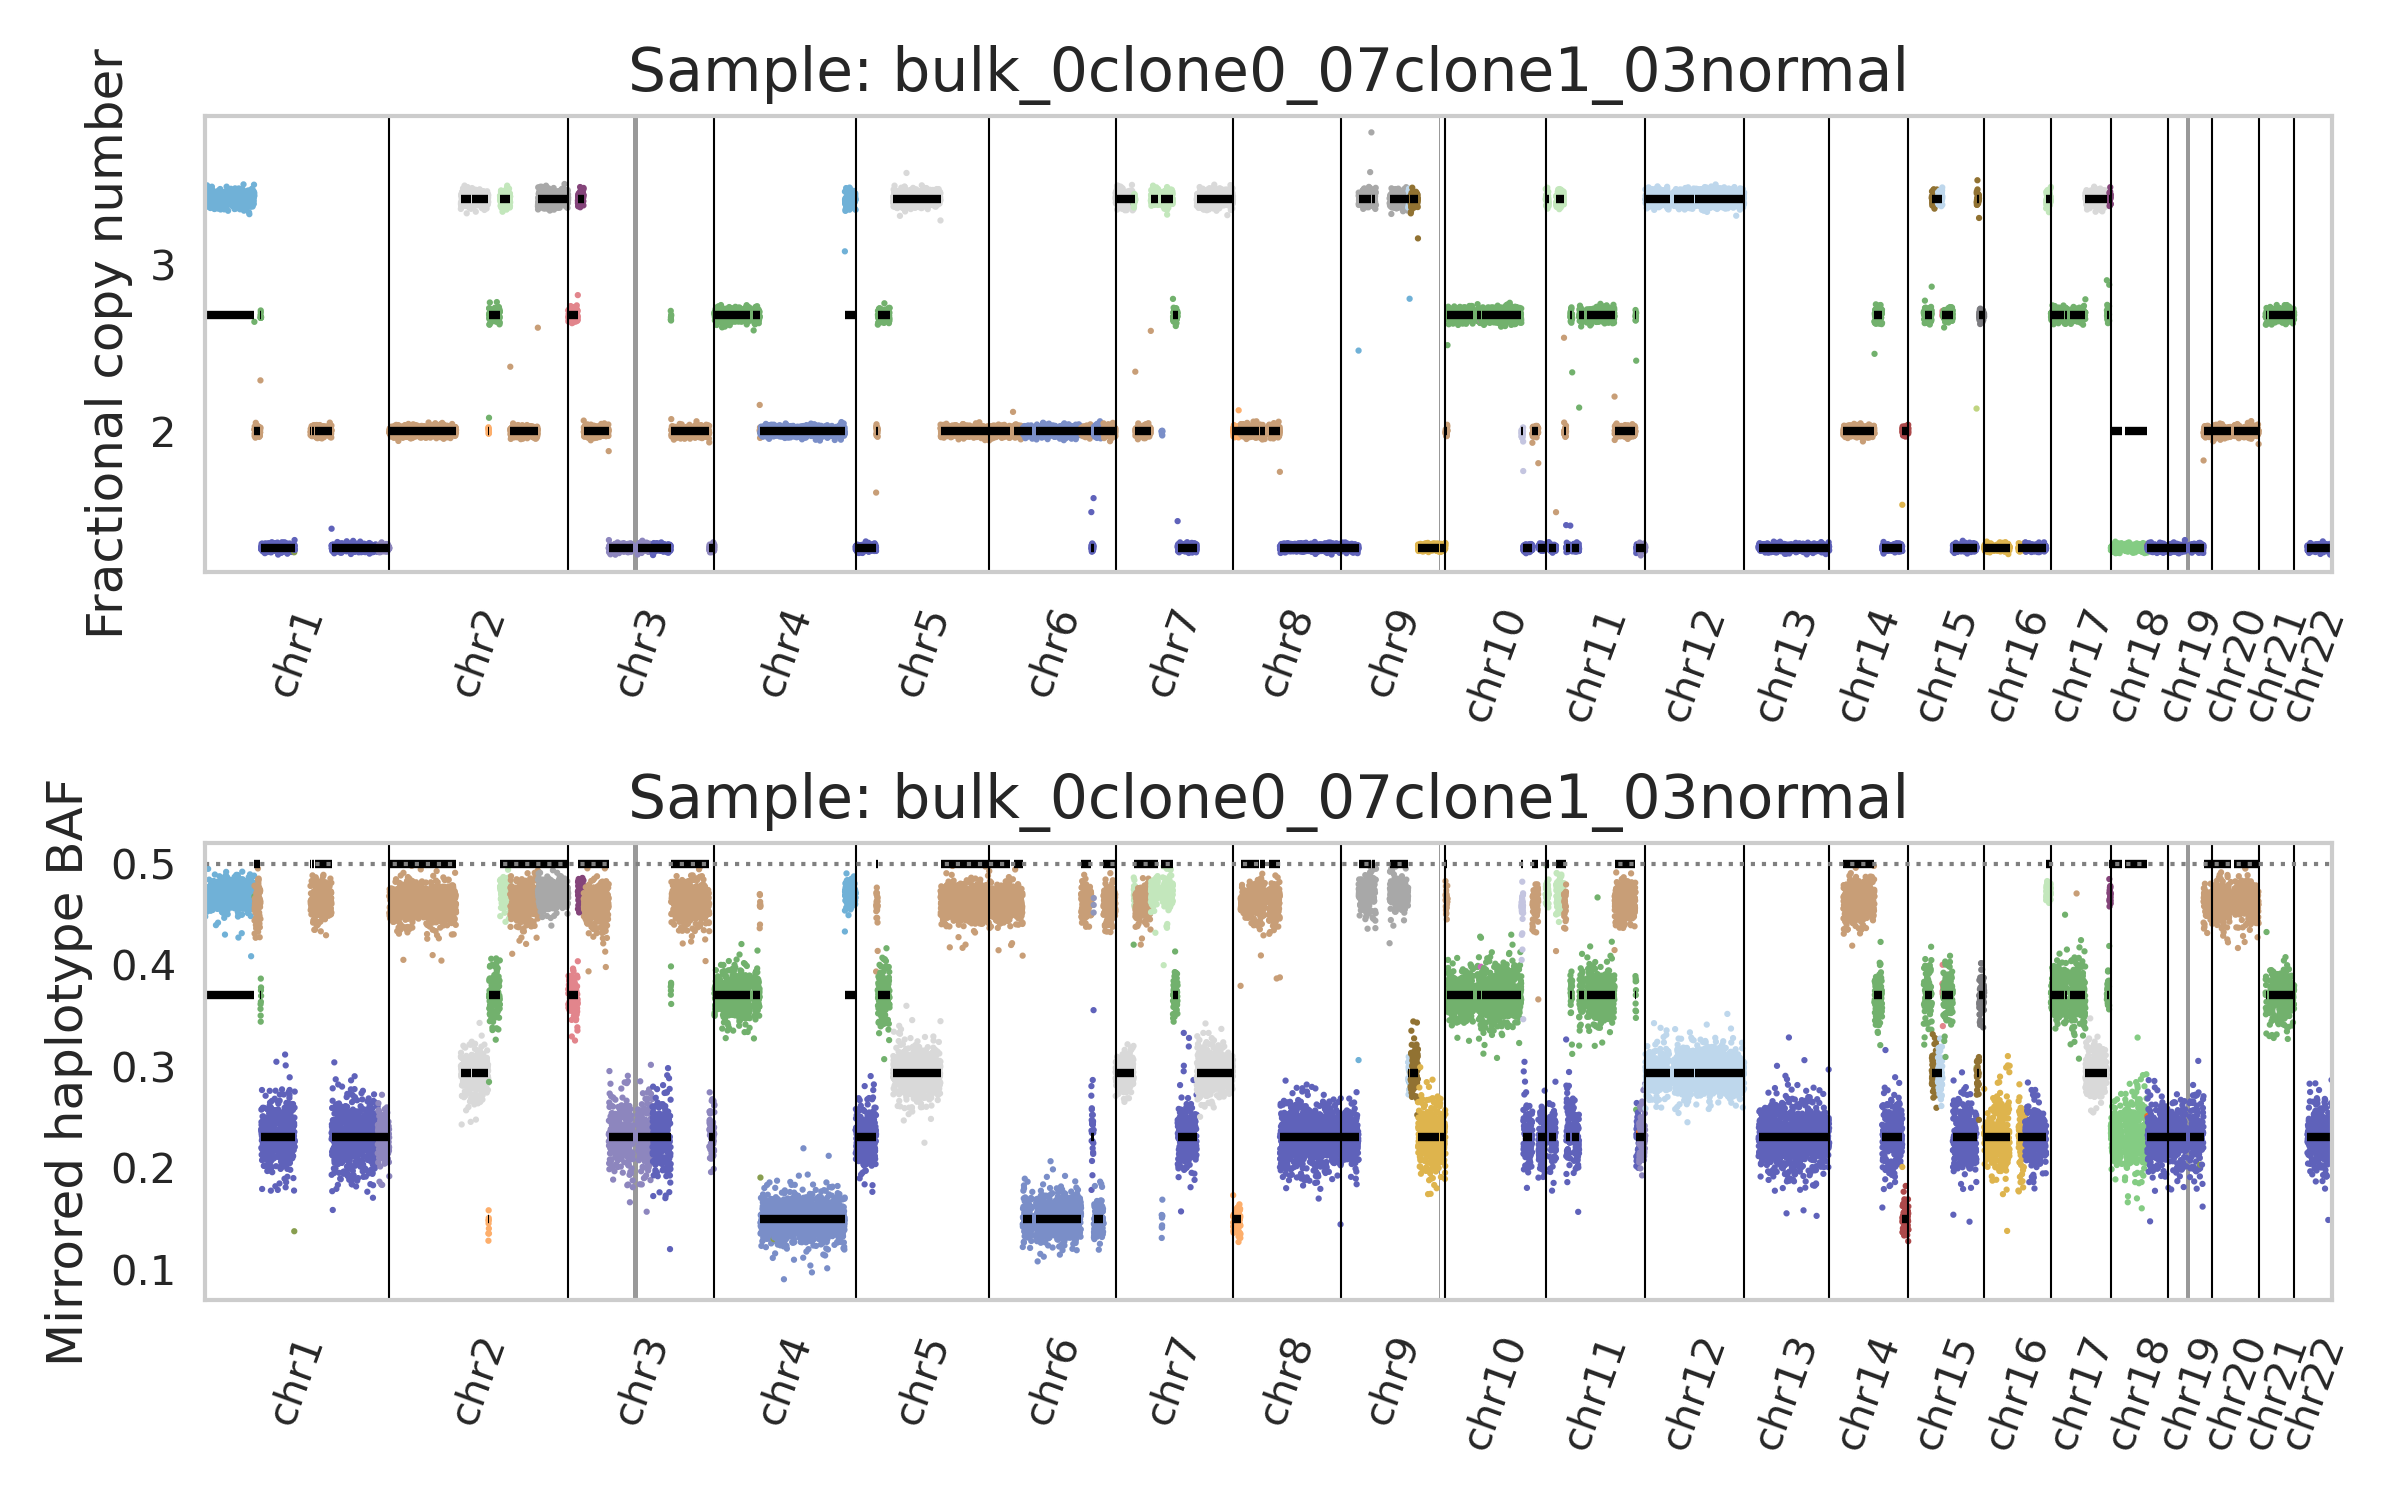 Sample: bulk_0clone0_07clone1_03normal
Fractional copy number
3
2
chr1 chr2 chr3 chr4 chr5 chr6 chr7 chr8 chr9 chr10 chr11 chr12 chr13 chr14 chr15 chr16 chr17 chr18 chr19 chr20 chr21 chr22
Sample: bulk_0clone0_07clone1_03normal
Mirrored haplotype BAF
0.5
0.4
0.3
0.2
0.1
chr1 chr2 chr3 chr4 chr5 chr6 chr7 chr8 chr9 chr10 chr11 chr12 chr13 chr14 chr15 chr16 chr17 chr18 chr19 chr20 chr21 chr22